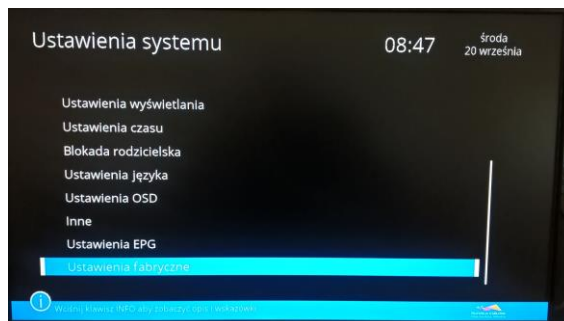 Ustawienia systemu
08:47
środa
20 września
Ustawienia wyświetlania
Ustawienia czasu
Blokada rodzicielska
Ustawienia języka
Ustawienia OSD
Inne
Ustawienia EPG
Ustawienia fabryczne
Wciśnij klawisz INFO aby zobaczyć opis i wskazówki